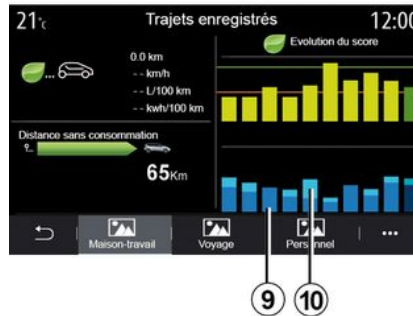 21°c Trajets enregistrés 12:00
Evolution du score
0.0 km
-- km/h
-- L/100 km
-- kwh/100 km
Distance sans consommation
65Km
Maison-travail Voyage Personnel
9 10